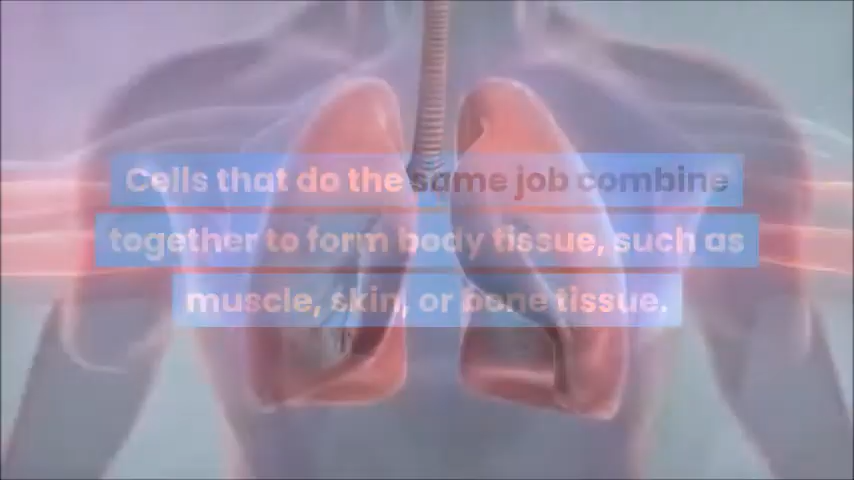 Cells that do the same job combine
together to form body tissue, such as
muscle, skin, or bone tissue.